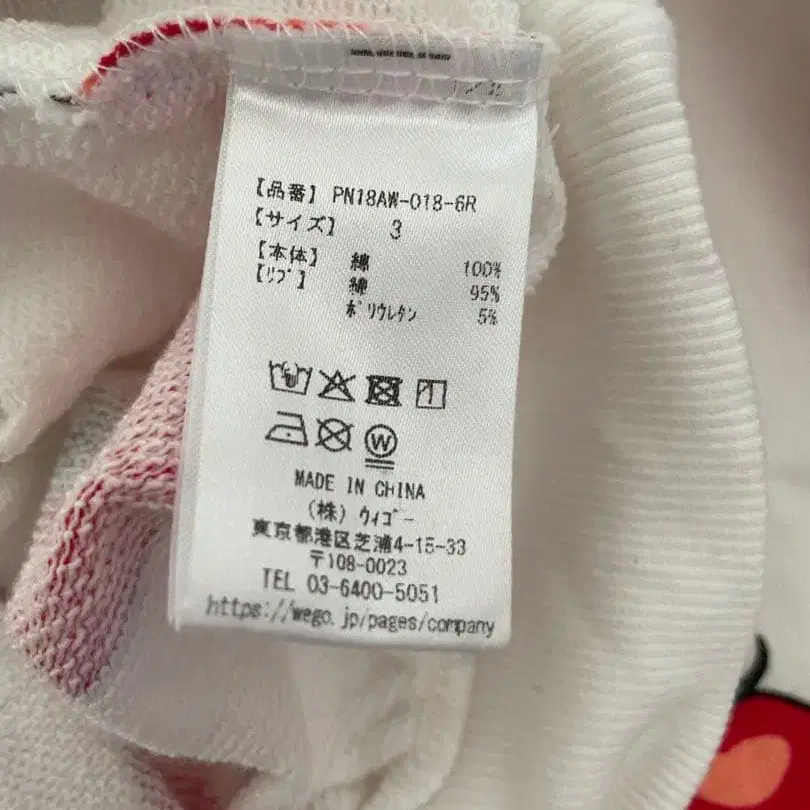 【品番】 PN18AW-018-6R
【サイズ】 3
【本体】 綿 100%
【ﾘﾌﾞ】 綿 95%
ﾎﾟﾘｳﾚﾀﾝ 5%
W
MADE IN CHINA
(株) ｳｨｺﾞｰ
東京都港区芝浦4-15-33
〒108-0023
TEL 03-6400-5051
https://wego.jp/pages/company